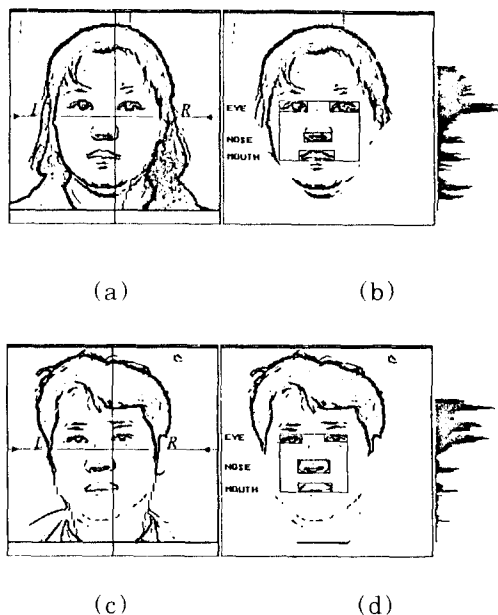 L R
EYE
NOSE
MOUTH
(a) (b)
L R
EYE
NOSE
MOUTH
(c) (d)